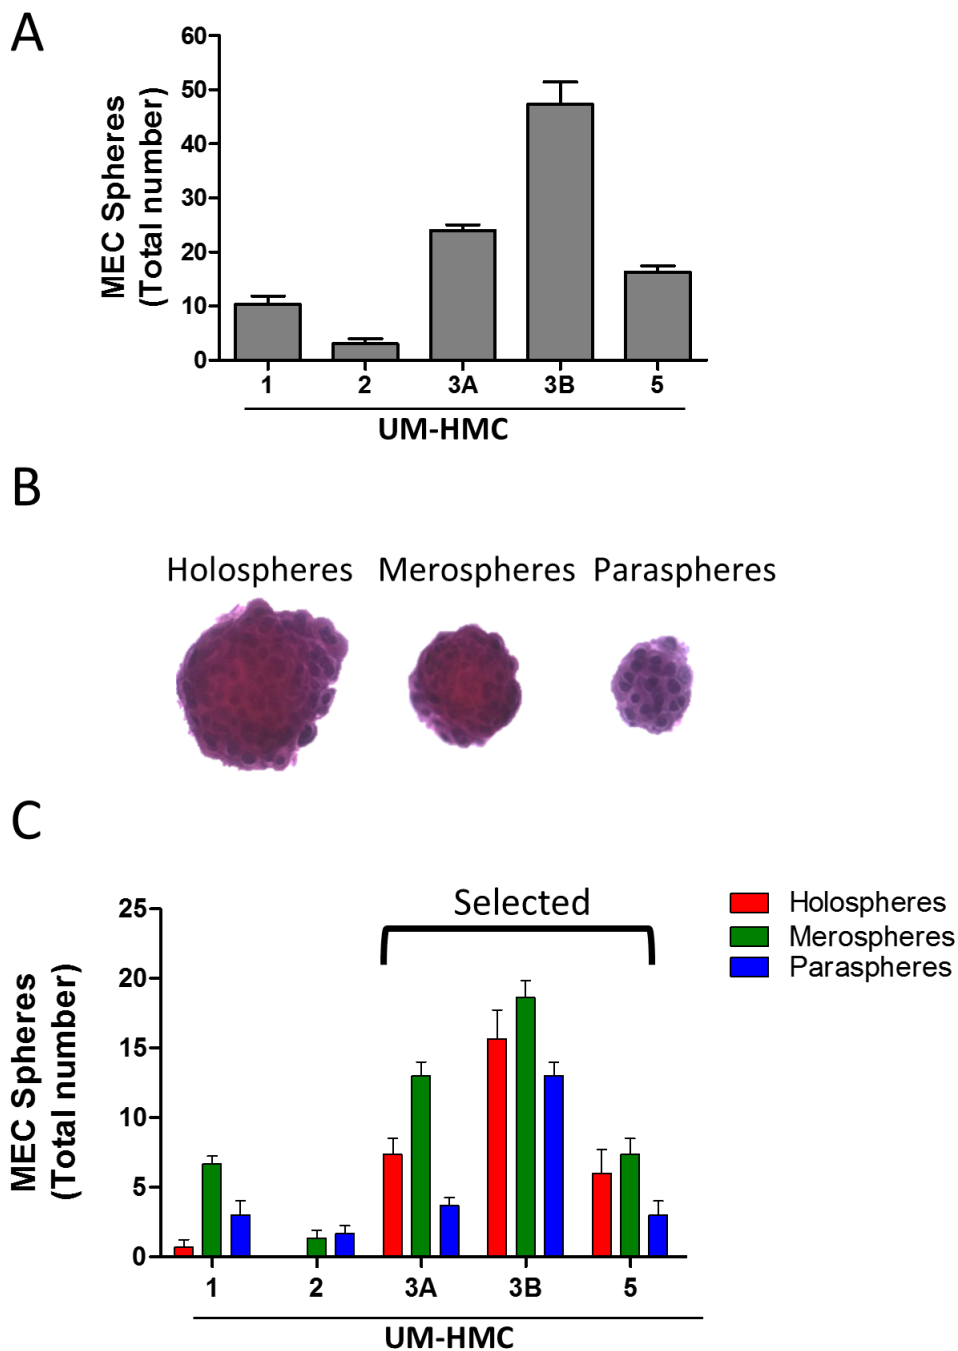 A
MEC Spheres
(Total number)
60
50
40
30
20
10
0
1 2 3A 3B 5
UM-HMC
B
Holospheres Merospheres Paraspheres
C
Selected
Holospheres
Merospheres
Paraspheres
MEC Spheres
(Total number)
25
20
15
10
5
0
1 2 3A 3B 5
UM-HMC